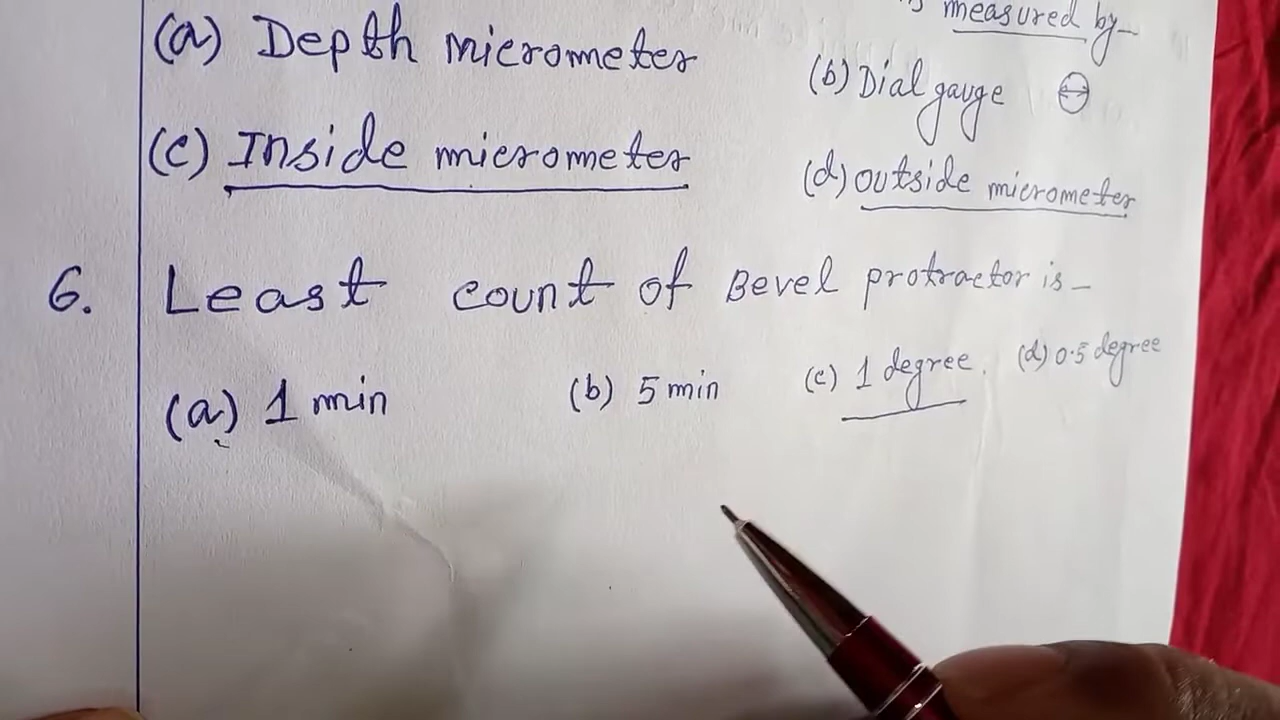 measured by-
(a) Depth micrometer
(b) Dial gauge
(c) Inside micrometer
(d) outside micrometer
6. Least count of Bevel protractor is-
(a) 1 min (b) 5 min (c) 1 degree. (d) 0.5 degree